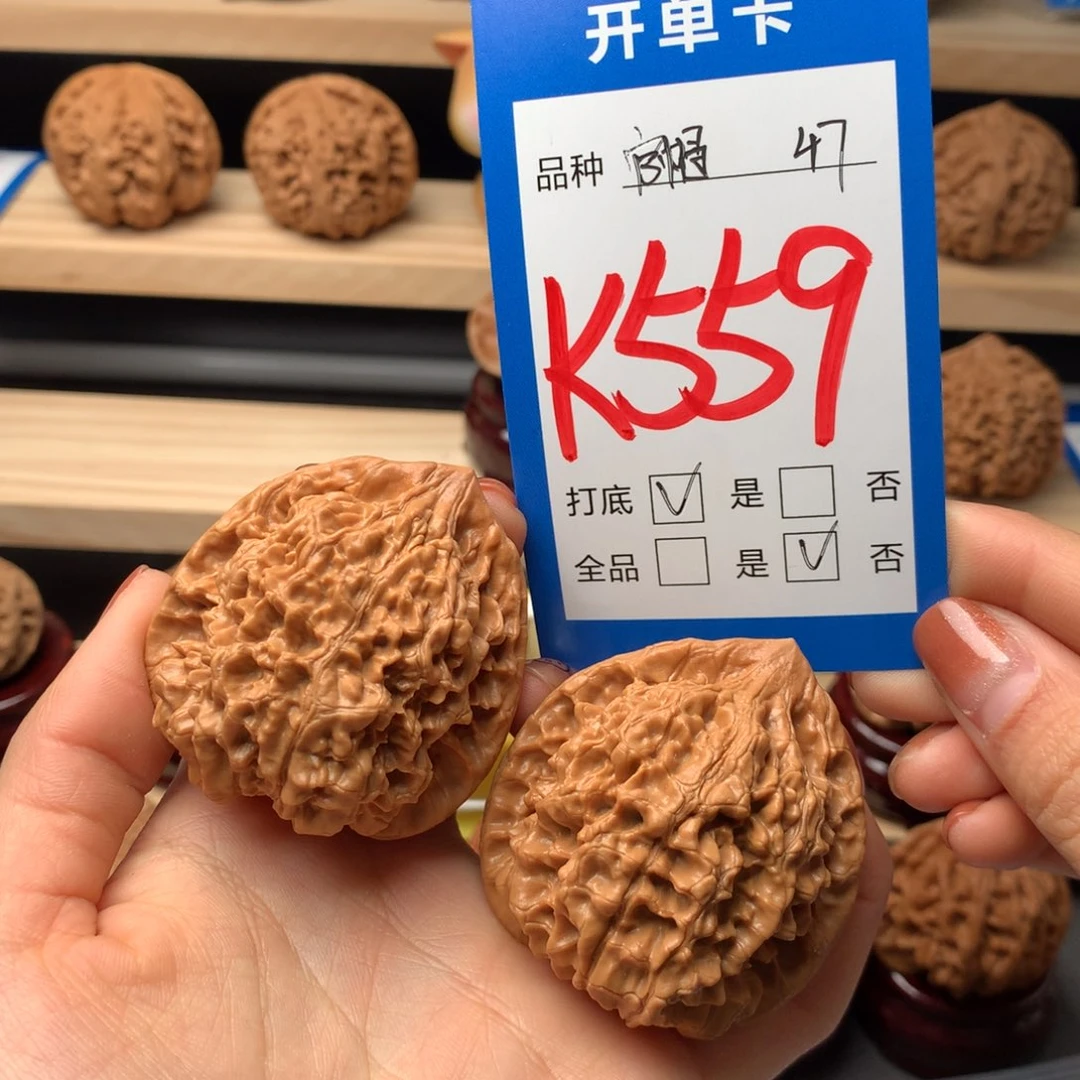 开单卡
品种 47
K559
打底 是 否
全品 是 否